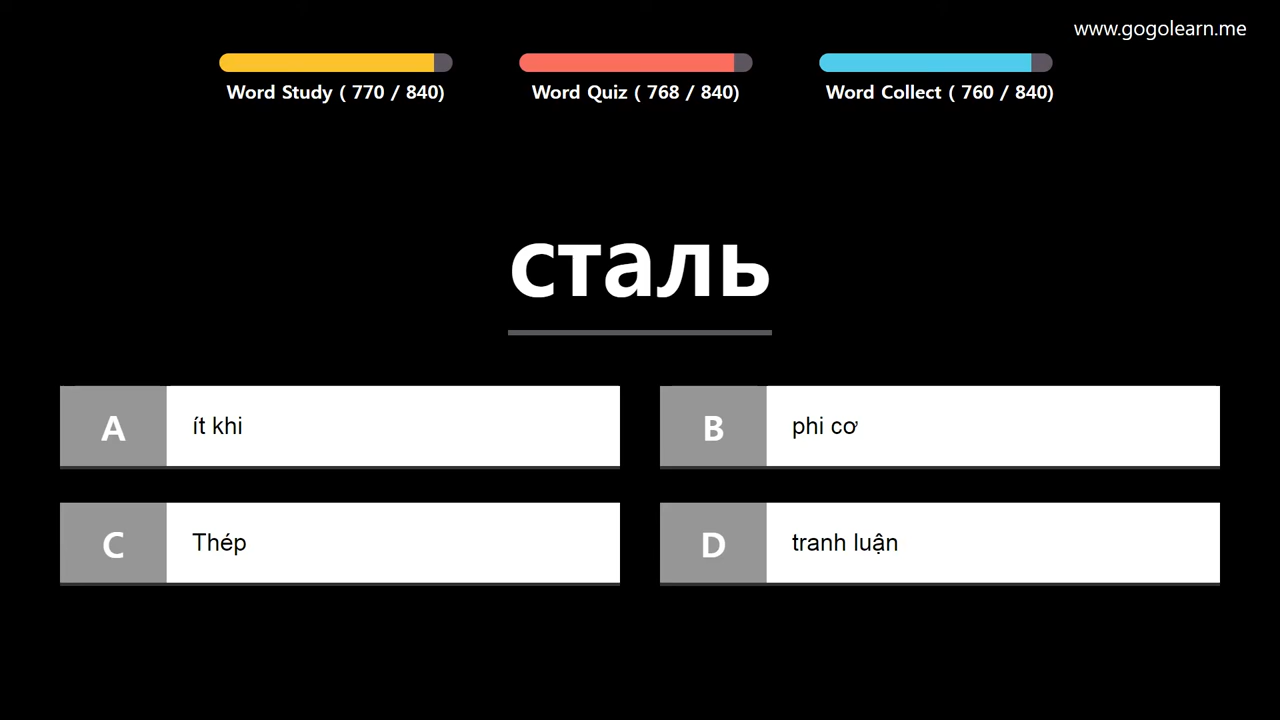 www.gogolearn.me
Word Study ( 770 / 840)
Word Quiz ( 768 / 840)
Word Collect ( 760 / 840)
сталь
A
ít khi
B
phi cơ
C
Thép
D
tranh luận